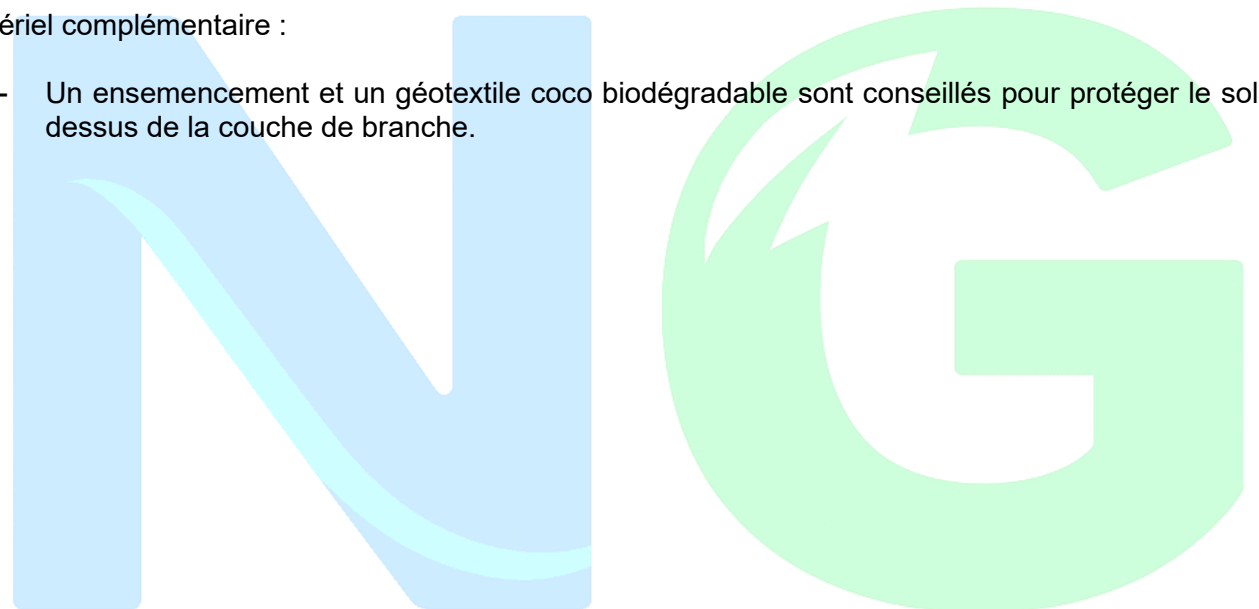 ériel complémentaire :
- Un ensemencement et un géotextile coco biodégradable sont conseillés pour protéger le sol
dessus de la couche de branche.
NG